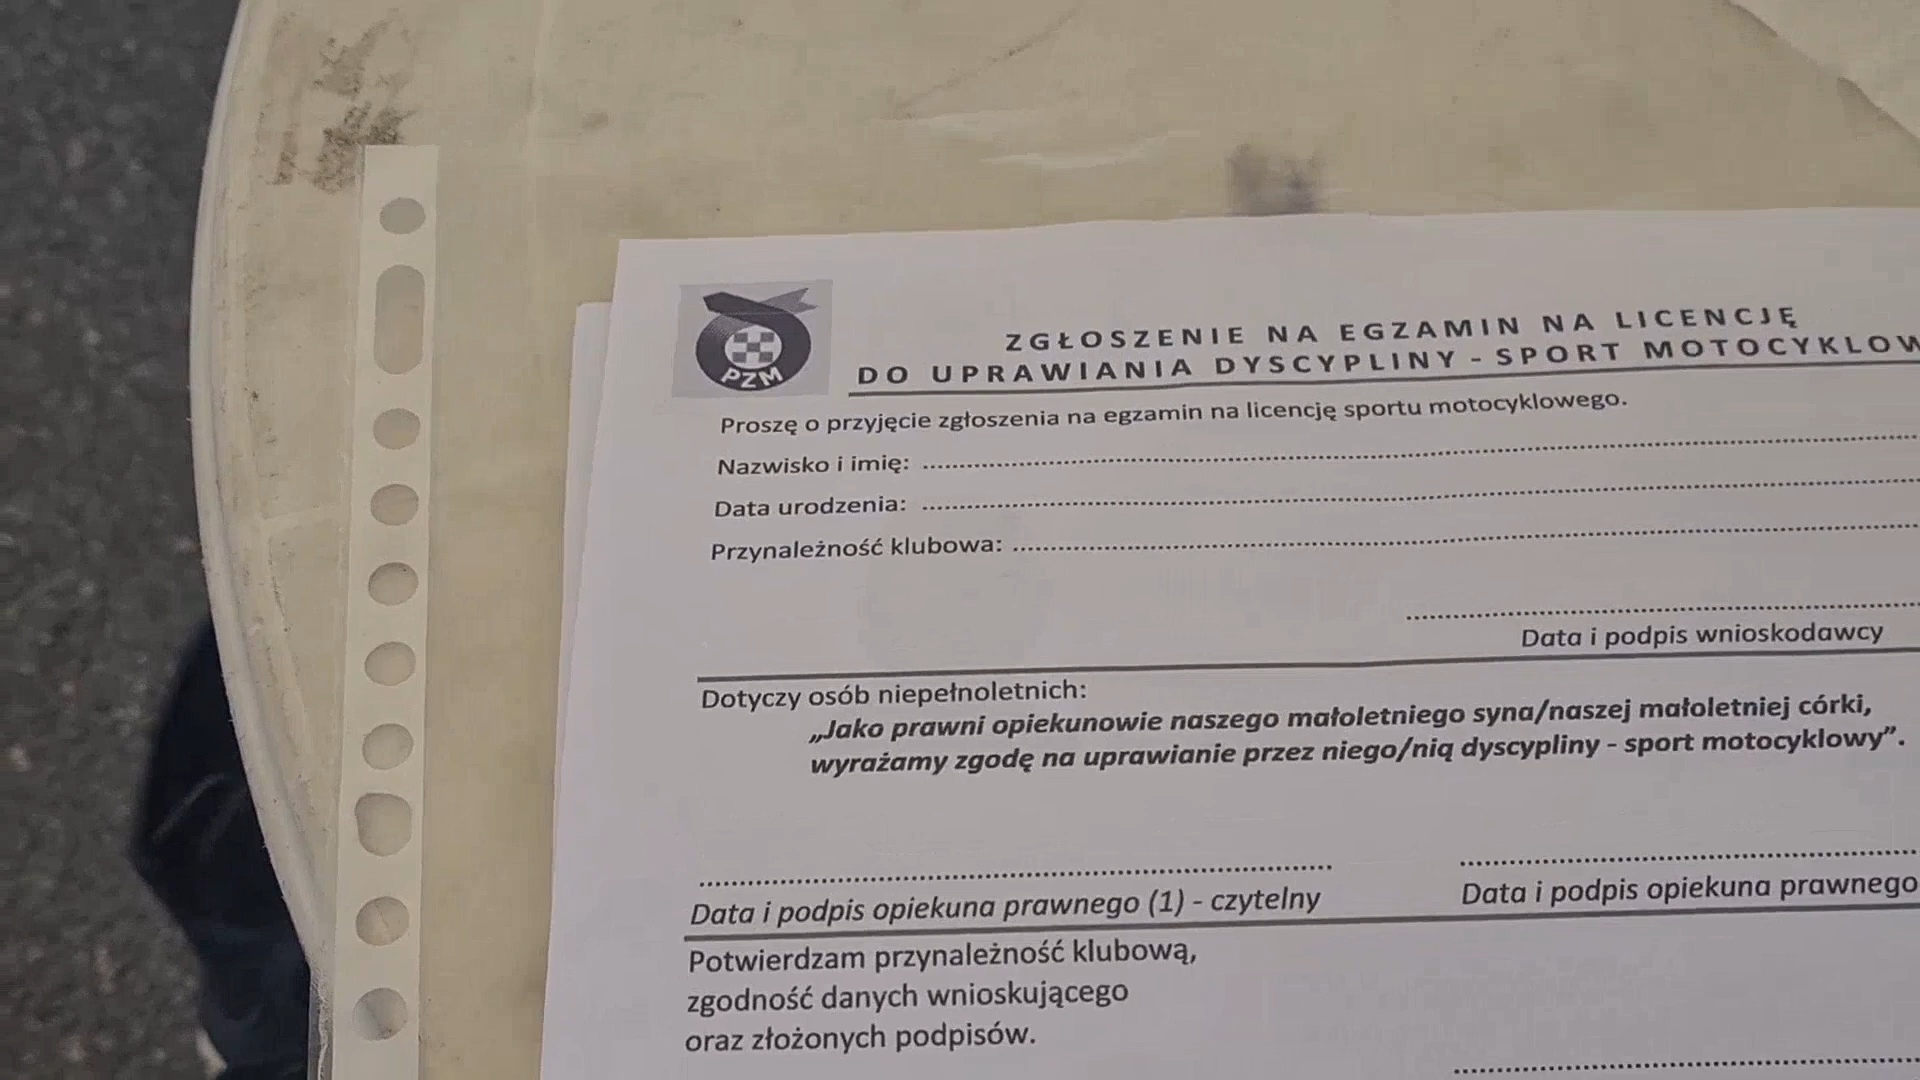 PZM
ZGŁOSZENIE NA EGZAMIN NA LICENCJĘ
DO UPRAWIANIA DYSCYPLINY - SPORT MOTOCYKLOW
Proszę o przyjęcie zgłoszenia na egzamin na licencję sportu motocyklowego.
Nazwisko i imię:
Data urodzenia:
Przynależność klubowa:
Data i podpis wnioskodawcy
Dotyczy osób niepełnoletnich:
„Jako prawni opiekunowie naszego małoletniego syna/naszej małoletniej córki,
wyrażamy zgodę na uprawianie przez niego/nią dyscypliny - sport motocyklowy”.
Data i podpis opiekuna prawnego (1) - czytelny
Data i podpis opiekuna prawnego
Potwierdzam przynależność klubową,
zgodność danych wnioskującego
oraz złożonych podpisów.